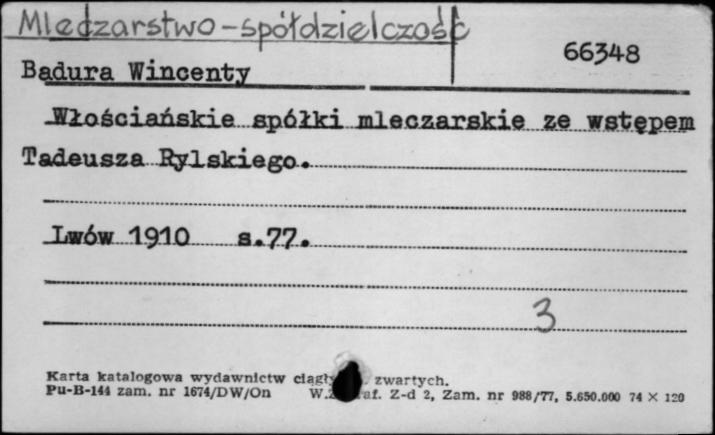 Mleczarstwo-spółdzielczość
66348
Badura Wincenty
Włościańskie spółki mleczarskie ze wstępem
Tadeusza Rylskiego.
Lwów 1910 s.77.
3
Karta katalogowa wydawnictw zwartych.
Pu-B-144 zam. nr 1674/DW/On Z-d 2, Zam. nr 988/77, 5.650.000 74 × 120